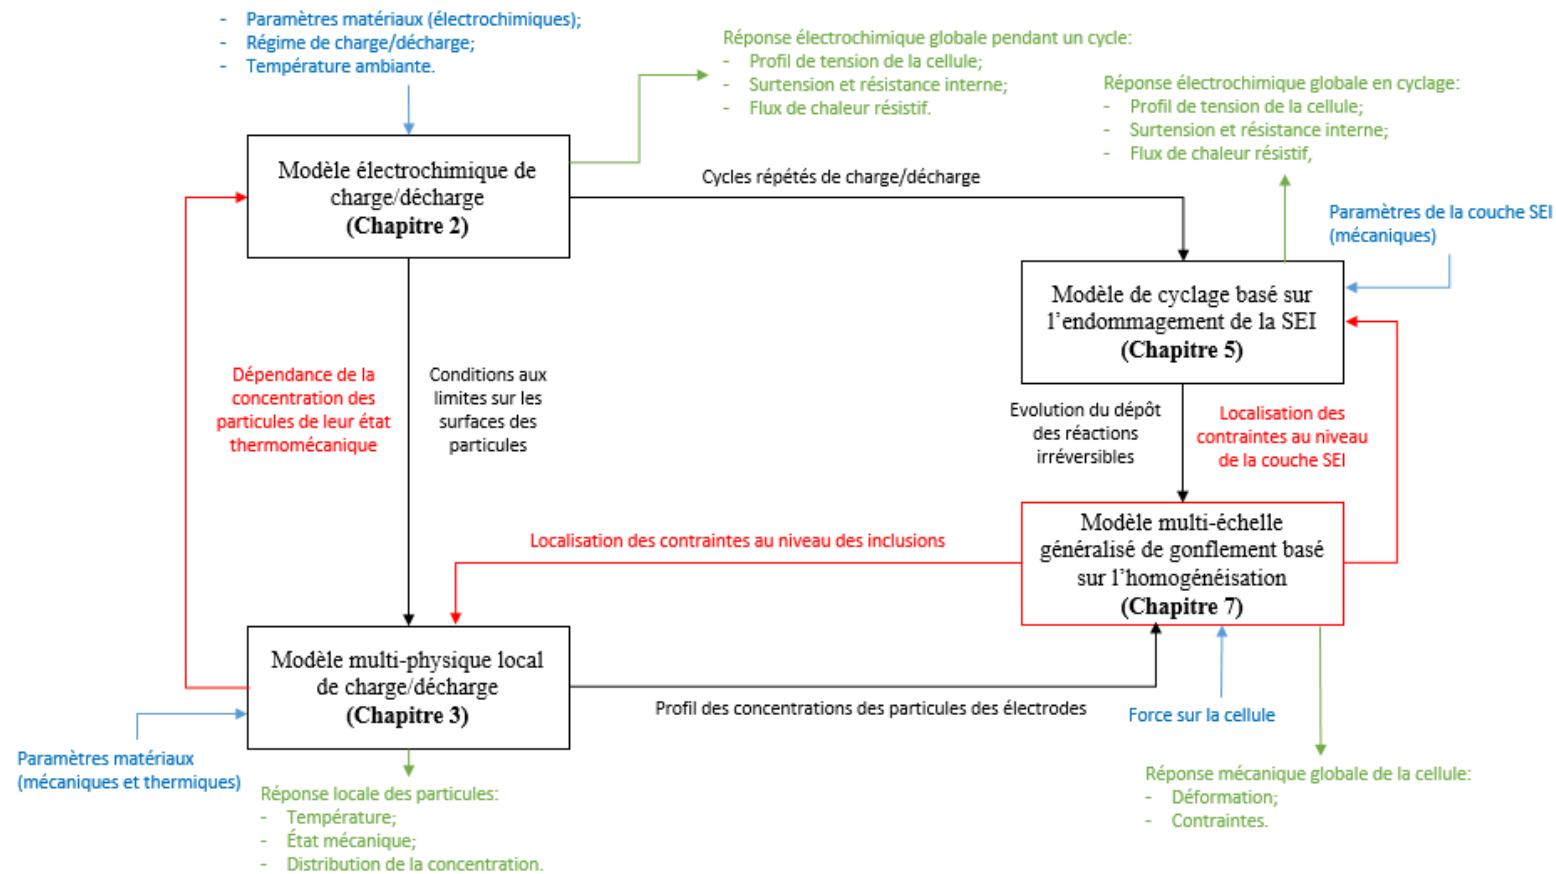 - Paramètres matériaux (électrochimiques);
- Régime de charge/décharge;
- Température ambiante.
Réponse électrochimique globale pendant un cycle:
- Profil de tension de la cellule;
- Surtension et résistance interne;
- Flux de chaleur résistif.
Réponse électrochimique globale en cyclage:
- Profil de tension de la cellule;
- Surtension et résistance interne;
- Flux de chaleur résistif,
Modèle électrochimique de
charge/décharge
(Chapitre 2)
Cycles répétés de charge/décharge
Paramètres de la couche SEI
(mécaniques)
Modèle de cyclage basé sur
l'endommagement de la SEI
(Chapitre 5)
Dépendance de la
concentration des
particules de leur état
thermomécanique
Conditions aux
limites sur les
surfaces des
particules
Evolution du dépôt
des réactions
irréversibles
Localisation des
contraintes au niveau
de la couche SEI
Localisation des contraintes au niveau des inclusions
Modèle multi-échelle
généralisé de gonflement basé
sur l'homogénéisation
(Chapitre 7)
Modèle multi-physique local
de charge/décharge
(Chapitre 3)
Profil des concentrations des particules des électrodes
Force sur la cellule
Paramètres matériaux
(mécaniques et thermiques)
Réponse locale des particules:
- Température;
- État mécanique;
- Distribution de la concentration.
Réponse mécanique globale de la cellule:
- Déformation;
- Contraintes.